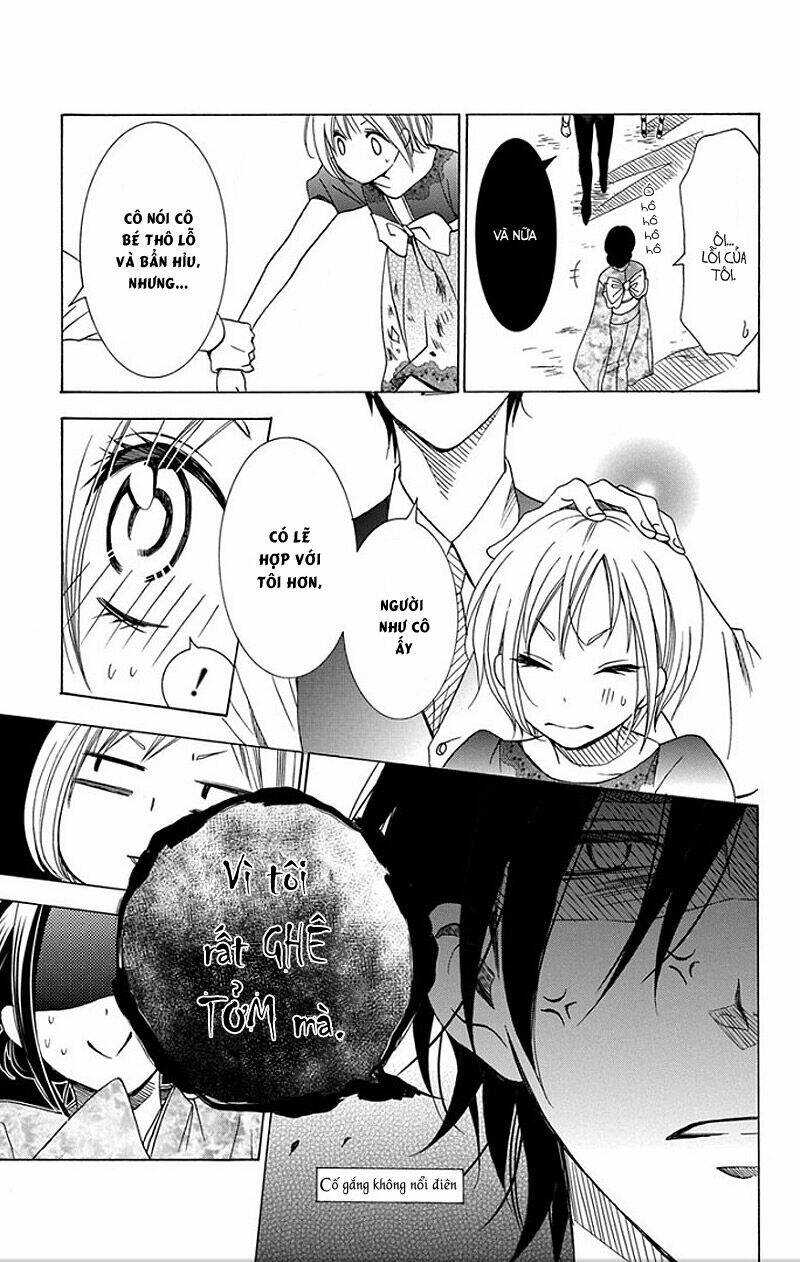 ÔI...
LỖI CỦA
TÔI.
Ô
HÔ
HÔ
HÔ
HÔ
VÃ NỮA
CÔ NÓI CÔ
BÉ THÔ LỖ
VÀ BẨN HỈU,
NHƯNG...
NGƯỜI
NHƯ CÔ
ẤY
CÓ LẼ
HỢP VỚI
TÔI HƠN,
!
Vì tôi
rất GHÊ
TỞM mà.
Cố gắng không nổi điên